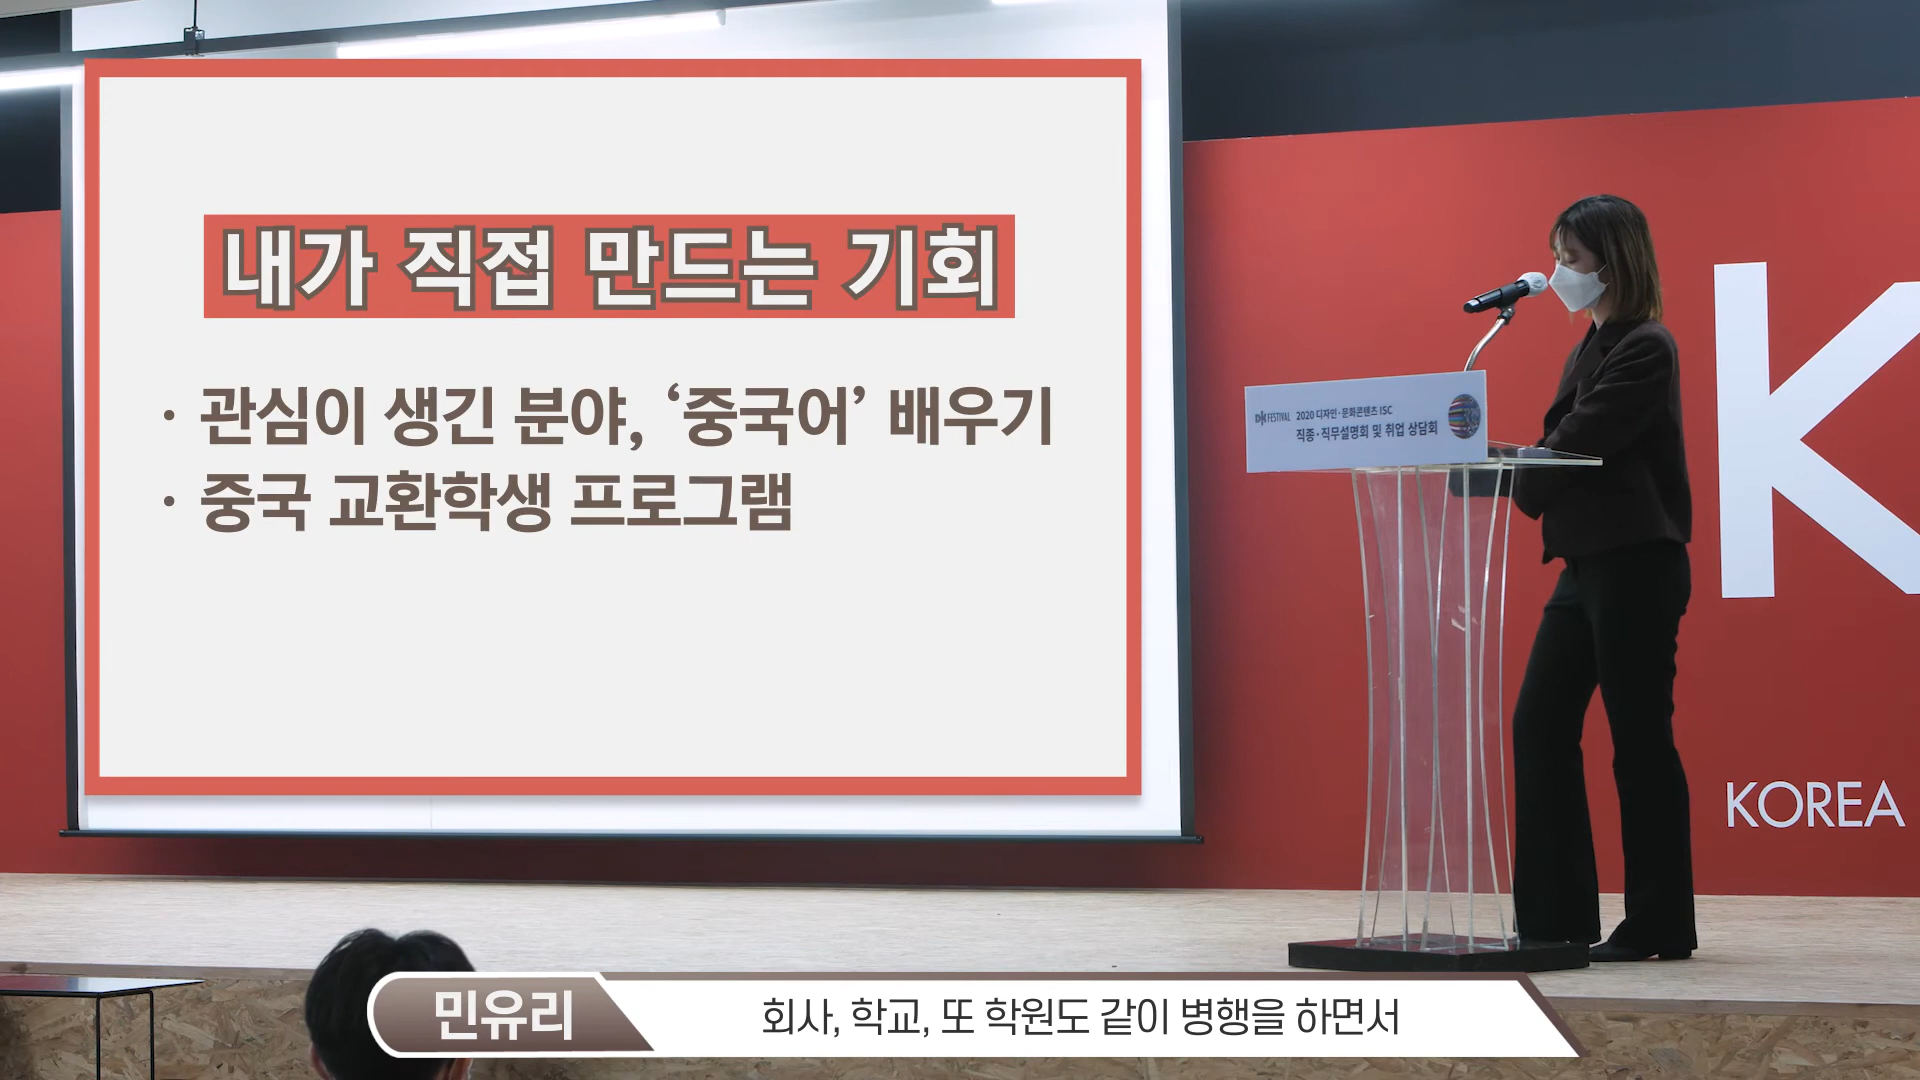 내가 직접 만드는 기회
· 관심이 생긴 분야, ‘중국어’ 배우기
· 중국 교환학생 프로그램
K
DK FESTIVAL
2020 디자인·문화콘텐츠 ISC
직종·직무설명회 및 취업 상담회
KOREA
민유리
회사, 학교, 또 학원도 같이 병행을 하면서